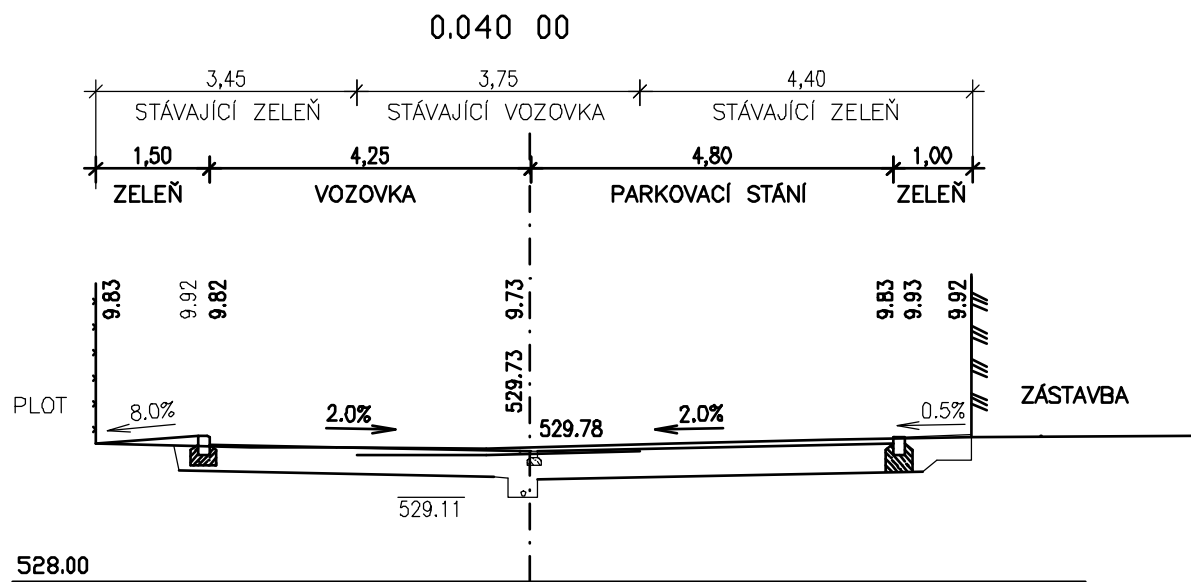 0.040 00
3,45 3,75 4,40
STÁVAJÍCÍ ZELEŇ STÁVAJÍCÍ VOZOVKA STÁVAJÍCÍ ZELEŇ
1,50 4,25 4,80 1,00
ZELEŇ VOZOVKA PARKOVACÍ STÁNÍ ZELEŇ
9.83 9.92 9.82 9.73 9.83 9.93 9.92
529.73
PLOT 8.0% 2.0% 529.78 2.0% 0.5% ZÁSTAVBA
529.11
528.00